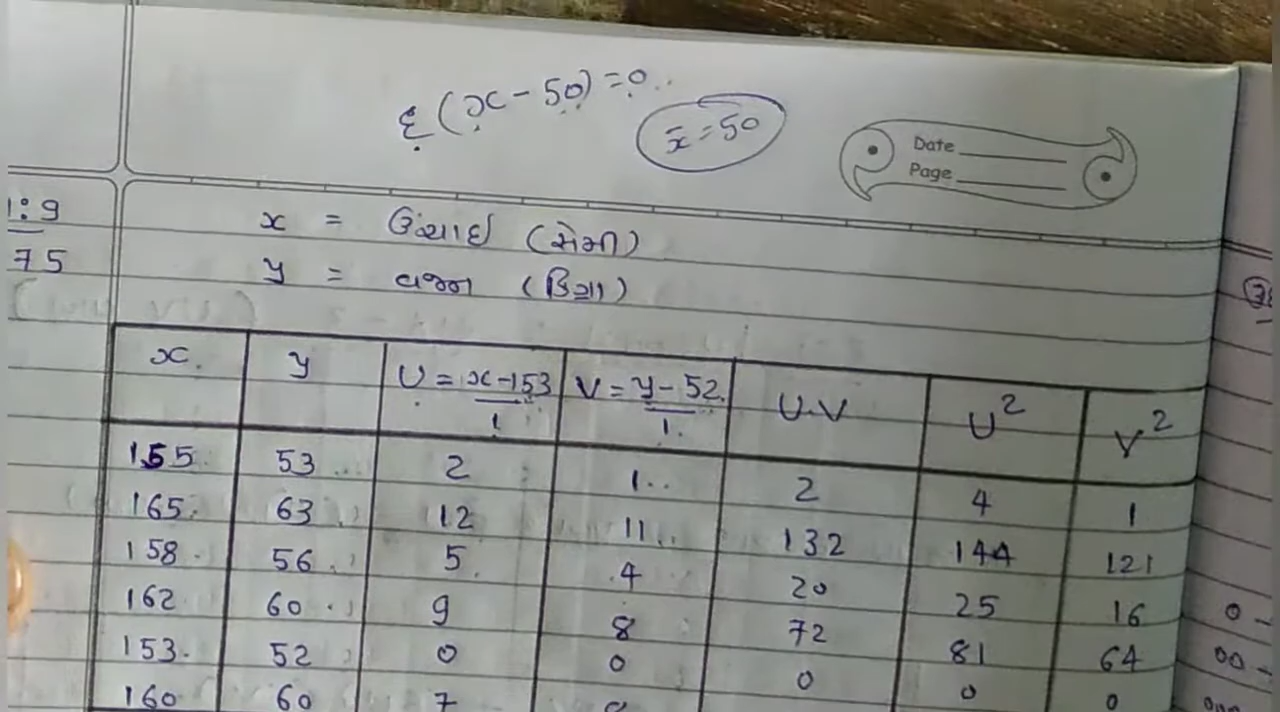 Σ(x - 50) = 0
x̄ = 50
Date
Page
1:9
75
x = ઉંચાઇ (સેમી)
y = વજન (કિગ્રા)
x y U = x-153/1 V = y-52/1 U.V U² V²
155 53 2 1 2 4 1
165 63 12 11 132 144 121
158 56 5 4 20 25 16
162 60 9 8 72 81 64
153 52 0 0 0 0 0
160 60 7